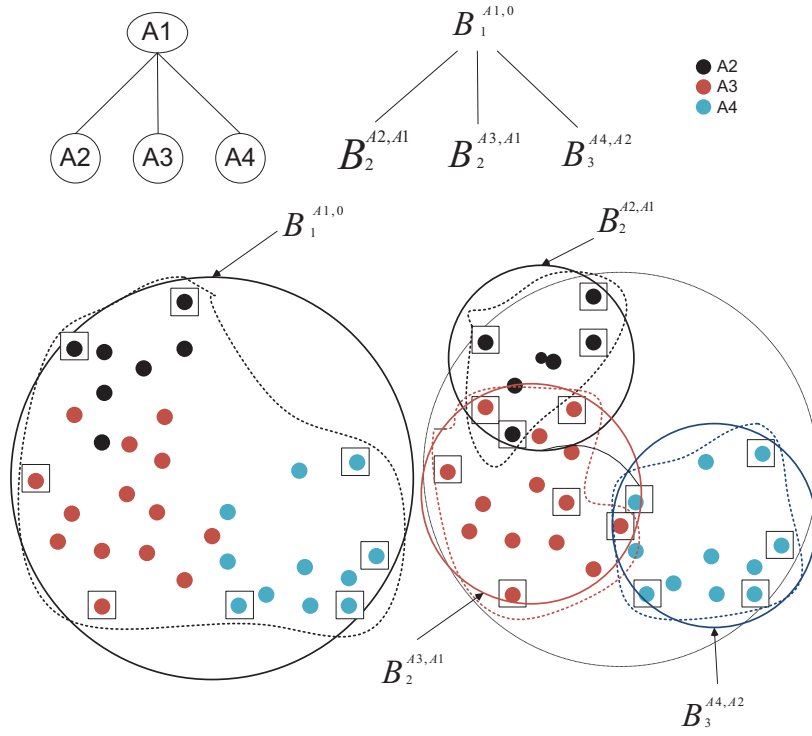 A1
A2 A3 A4
B_1^{A1,0}
B_2^{A2,A1} B_2^{A3,A1} B_3^{A4,A2}
A2
A3
A4
B_1^{A1,0}
B_2^{A2,A1}
B_2^{A3,A1}
B_3^{A4,A2}